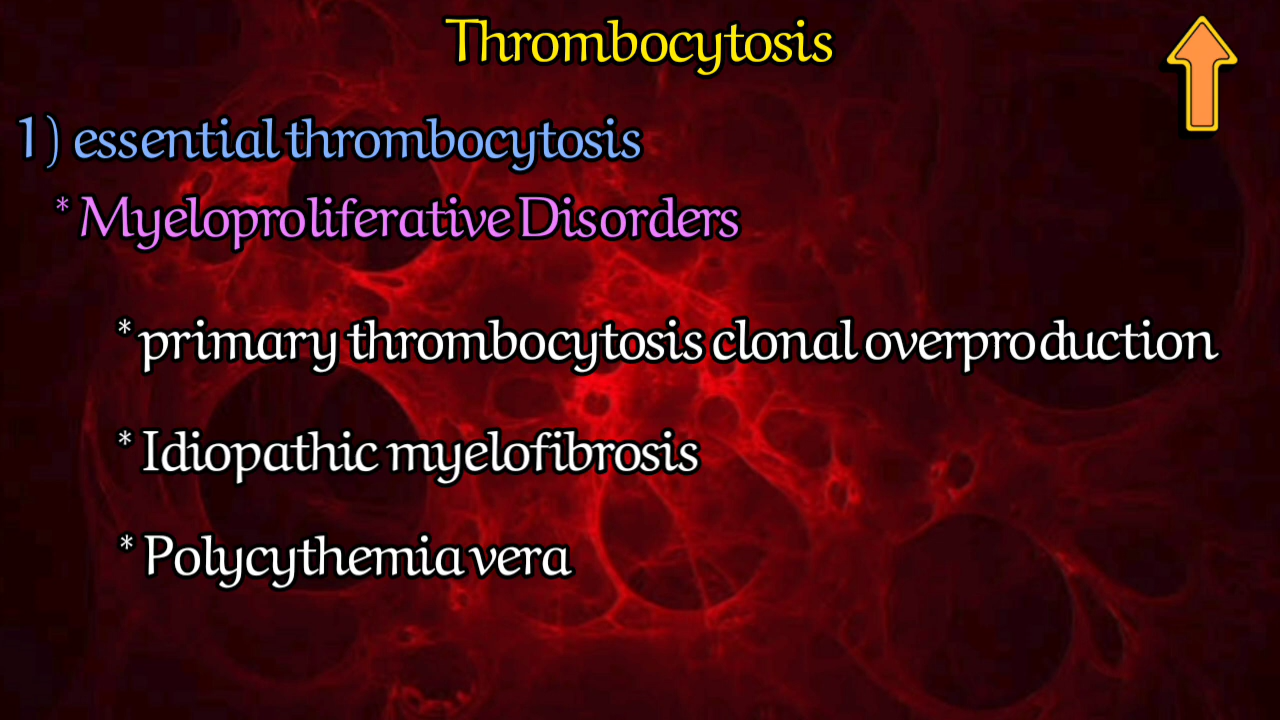 Thrombocytosis
1) essential thrombocytosis
* Myeloproliferative Disorders
* primary thrombocytosis clonal overproduction
* Idiopathic myelofibrosis
* Polycythemia vera